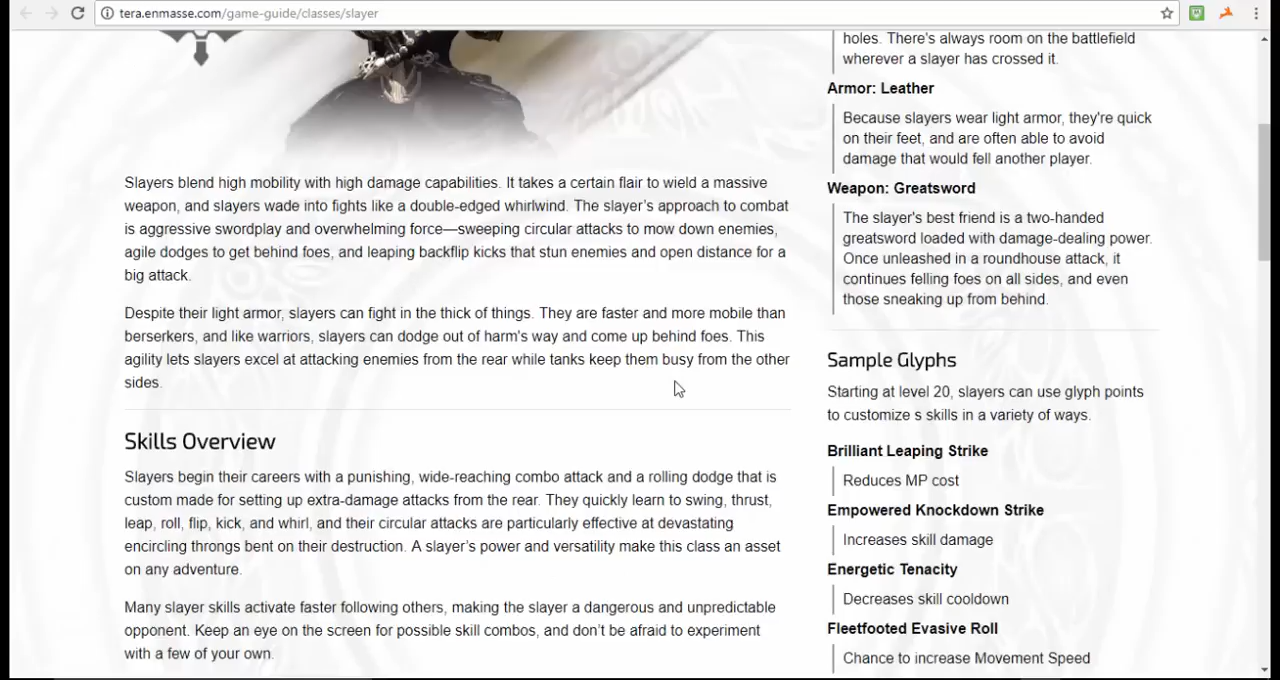 tera.enmasse.com/game-guide/classes/slayer
Slayers blend high mobility with high damage capabilities. It takes a certain flair to wield a massive
weapon, and slayers wade into fights like a double-edged whirlwind. The slayer's approach to combat
is aggressive swordplay and overwhelming force—sweeping circular attacks to mow down enemies,
agile dodges to get behind foes, and leaping backflip kicks that stun enemies and open distance for a
big attack.
Despite their light armor, slayers can fight in the thick of things. They are faster and more mobile than
berserkers, and like warriors, slayers can dodge out of harm's way and come up behind foes. This
agility lets slayers excel at attacking enemies from the rear while tanks keep them busy from the other
sides.
Skills Overview
Slayers begin their careers with a punishing, wide-reaching combo attack and a rolling dodge that is
custom made for setting up extra-damage attacks from the rear. They quickly learn to swing, thrust,
leap, roll, flip, kick, and whirl, and their circular attacks are particularly effective at devastating
encircling throngs bent on their destruction. A slayer's power and versatility make this class an asset
on any adventure.
Many slayer skills activate faster following others, making the slayer a dangerous and unpredictable
opponent. Keep an eye on the screen for possible skill combos, and don't be afraid to experiment
with a few of your own.
holes. There's always room on the battlefield
wherever a slayer has crossed it.
Armor: Leather
Because slayers wear light armor, they're quick
on their feet, and are often able to avoid
damage that would fell another player.
Weapon: Greatsword
The slayer's best friend is a two-handed
greatsword loaded with damage-dealing power.
Once unleashed in a roundhouse attack, it
continues felling foes on all sides, and even
those sneaking up from behind.
Sample Glyphs
Starting at level 20, slayers can use glyph points
to customize s skills in a variety of ways.
Brilliant Leaping Strike
Reduces MP cost
Empowered Knockdown Strike
Increases skill damage
Energetic Tenacity
Decreases skill cooldown
Fleetfooted Evasive Roll
Chance to increase Movement Speed